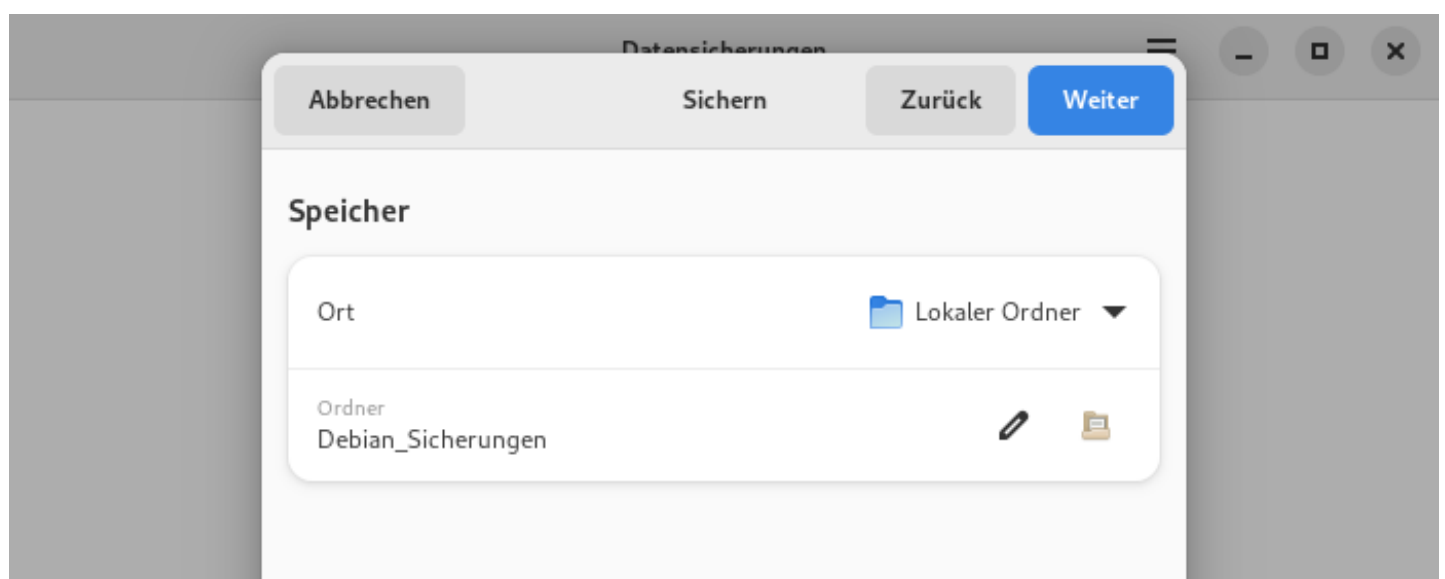 Datensicherungen
Abbrechen
Sichern
Zurück
Weiter
Speicher
Ort
Lokaler Ordner
Ordner
Debian_Sicherungen